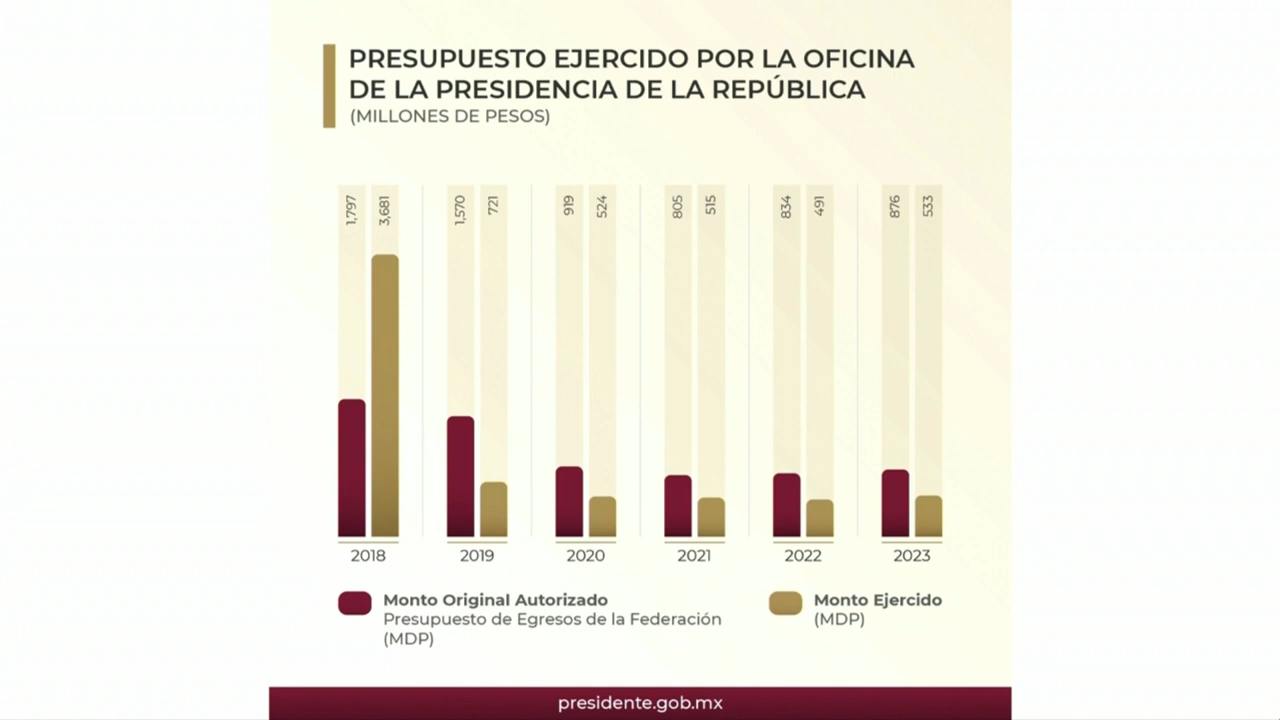 PRESUPUESTO EJERCIDO POR LA OFICINA
DE LA PRESIDENCIA DE LA REPÚBLICA
(MILLONES DE PESOS)
1,797
3,681
1,570
721
919
524
805
515
834
491
876
533
2018
2019
2020
2021
2022
2023
Monto Original Autorizado
Presupuesto de Egresos de la Federación
(MDP)
Monto Ejercido
(MDP)
presidente.gob.mx